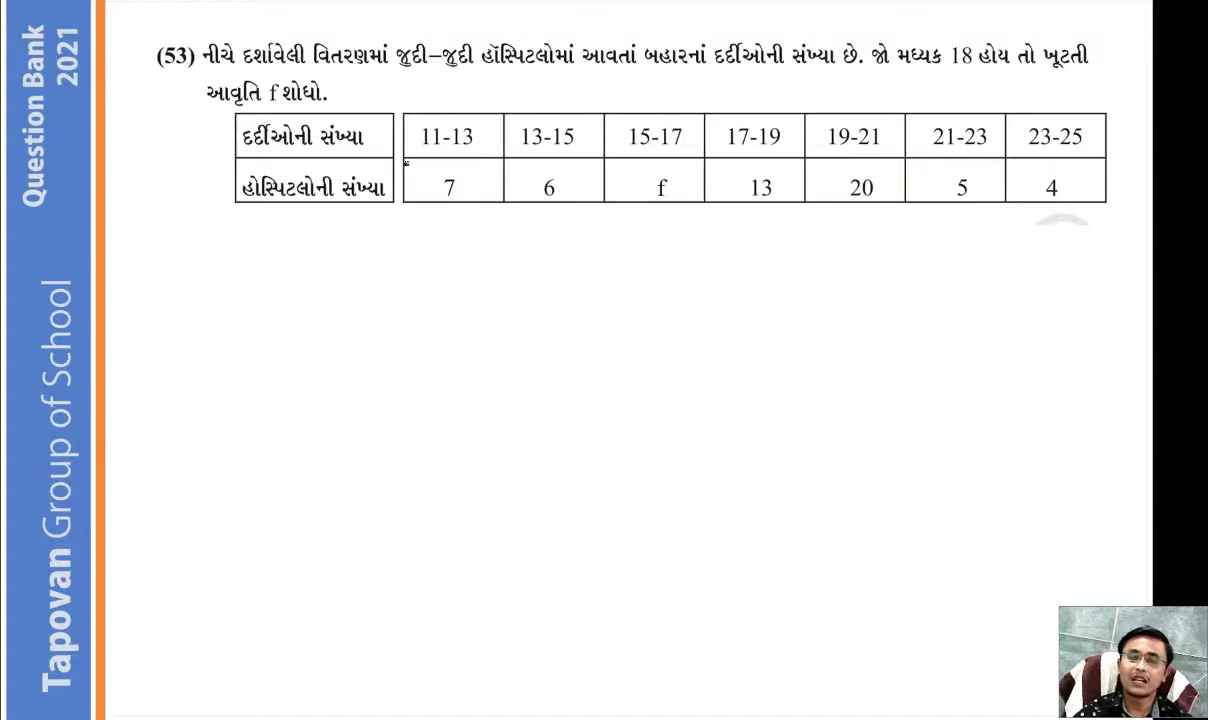 Question Bank
2021
Tapovan Group of School
(53) નીચે દર્શાવેલી વિતરણમાં જુદી–જુદી હૉસ્પિટલોમાં આવતાં બહારનાં દર્દીઓની સંખ્યા છે. જો મધ્યક 18 હોય તો ખૂટતી
આવૃતિ f શોધો.
દર્દીઓની સંખ્યા 11-13 13-15 15-17 17-19 19-21 21-23 23-25
હોસ્પિટલોની સંખ્યા 7 6 f 13 20 5 4